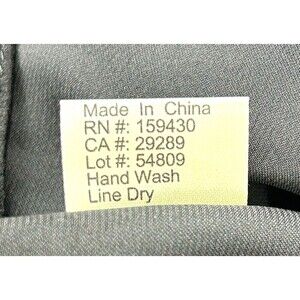 Made In China
RN #: 159430
CA #: 29289
Lot #: 54809
Hand Wash
Line Dry